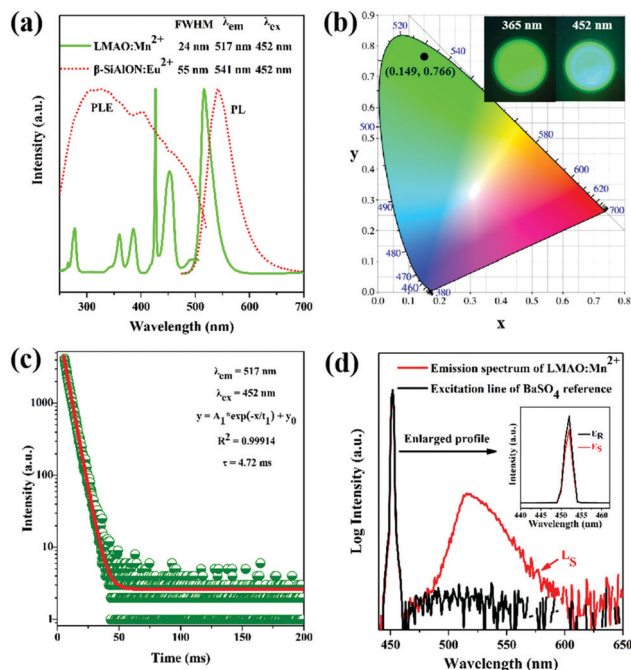 (a)
FWHM λem λex
LMAO:Mn2+ 24 nm 517 nm 452 nm
β-SiAlON:Eu2+ 55 nm 541 nm 452 nm
PLE
PL
Intensity (a.u.)
300 400 500 600 700
Wavelength (nm)
(b)
0.9
0.8
0.7
0.6
0.5
0.4
0.3
0.2
0.1
0.0
y
0.0 0.1 0.2 0.3 0.4 0.5 0.6 0.7 0.8
x
365 nm
452 nm
(0.149, 0.766)
520
540
500
580
600
620
700
490
480
470
460
380
(c)
λem = 517 nm
λex = 452 nm
y = A1*exp(-x/t1) + y0
R2 = 0.99914
τ = 4.72 ms
Intensity (a.u.)
1000
100
10
1
0 50 100 150 200
Time (ms)
(d)
Emission spectrum of LMAO:Mn2+
Excitation line of BaSO4 reference
Enlarged profile
ER
ES
Intensity (a.u.)
440 445 450 455 460
Wavelength (nm)
LS
Log Intensity (a.u.)
450 500 550 600 650
Wavelength (nm)